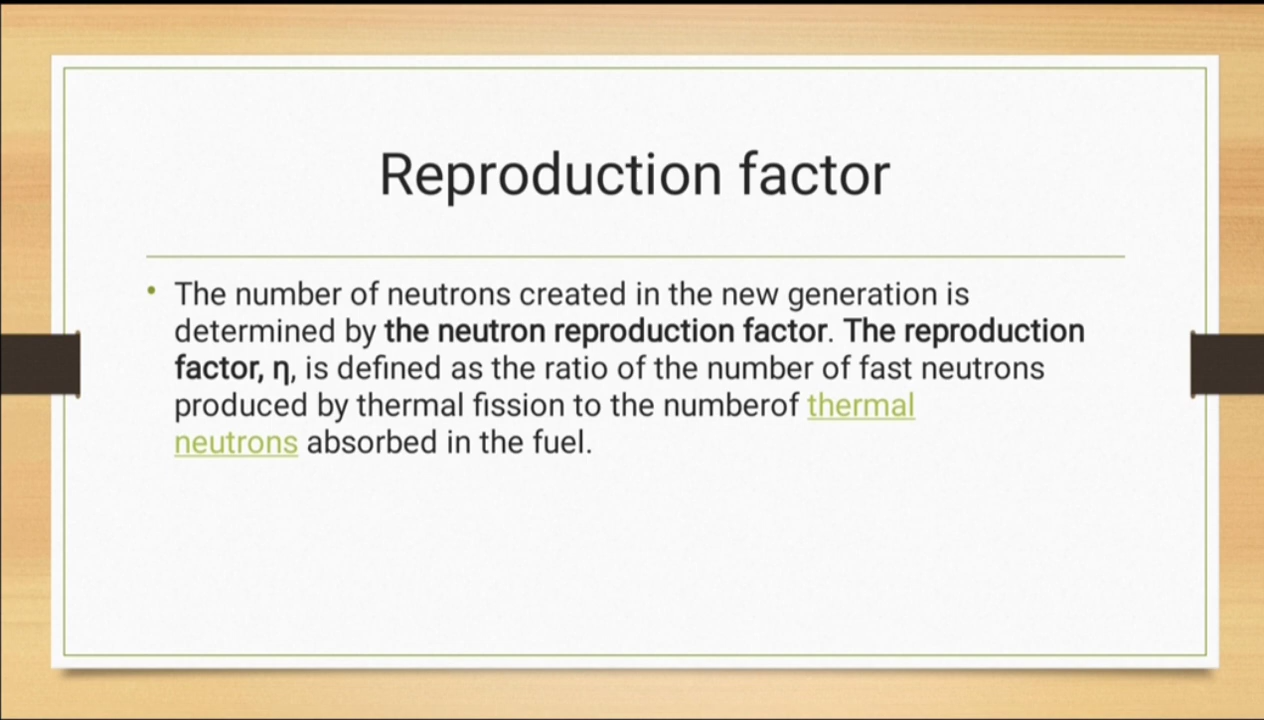 Reproduction factor
• The number of neutrons created in the new generation is
determined by the neutron reproduction factor. The reproduction
factor, η, is defined as the ratio of the number of fast neutrons
produced by thermal fission to the numberof thermal
neutrons absorbed in the fuel.